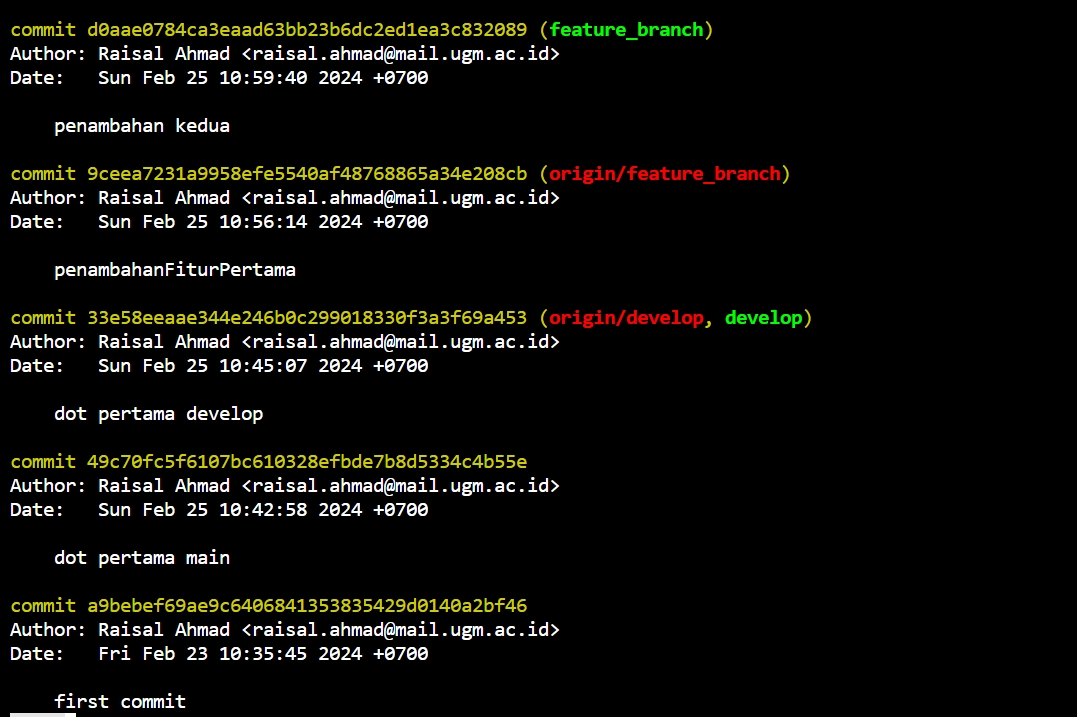 commit d0aae0784ca3eaad63bb23b6dc2ed1ea3c832089 (feature_branch)
Author: Raisal Ahmad <raisal.ahmad@mail.ugm.ac.id>
Date:   Sun Feb 25 10:59:40 2024 +0700
    penambahan kedua
commit 9ceea7231a9958efe5540af48768865a34e208cb (origin/feature_branch)
Author: Raisal Ahmad <raisal.ahmad@mail.ugm.ac.id>
Date:   Sun Feb 25 10:56:14 2024 +0700
    penambahanFiturPertama
commit 33e58eeaae344e246b0c299018330f3a3f69a453 (origin/develop, develop)
Author: Raisal Ahmad <raisal.ahmad@mail.ugm.ac.id>
Date:   Sun Feb 25 10:45:07 2024 +0700
    dot pertama develop
commit 49c70fc5f6107bc610328efbde7b8d5334c4b55e
Author: Raisal Ahmad <raisal.ahmad@mail.ugm.ac.id>
Date:   Sun Feb 25 10:42:58 2024 +0700
    dot pertama main
commit a9bebef69ae9c6406841353835429d0140a2bf46
Author: Raisal Ahmad <raisal.ahmad@mail.ugm.ac.id>
Date:   Fri Feb 23 10:35:45 2024 +0700
    first commit